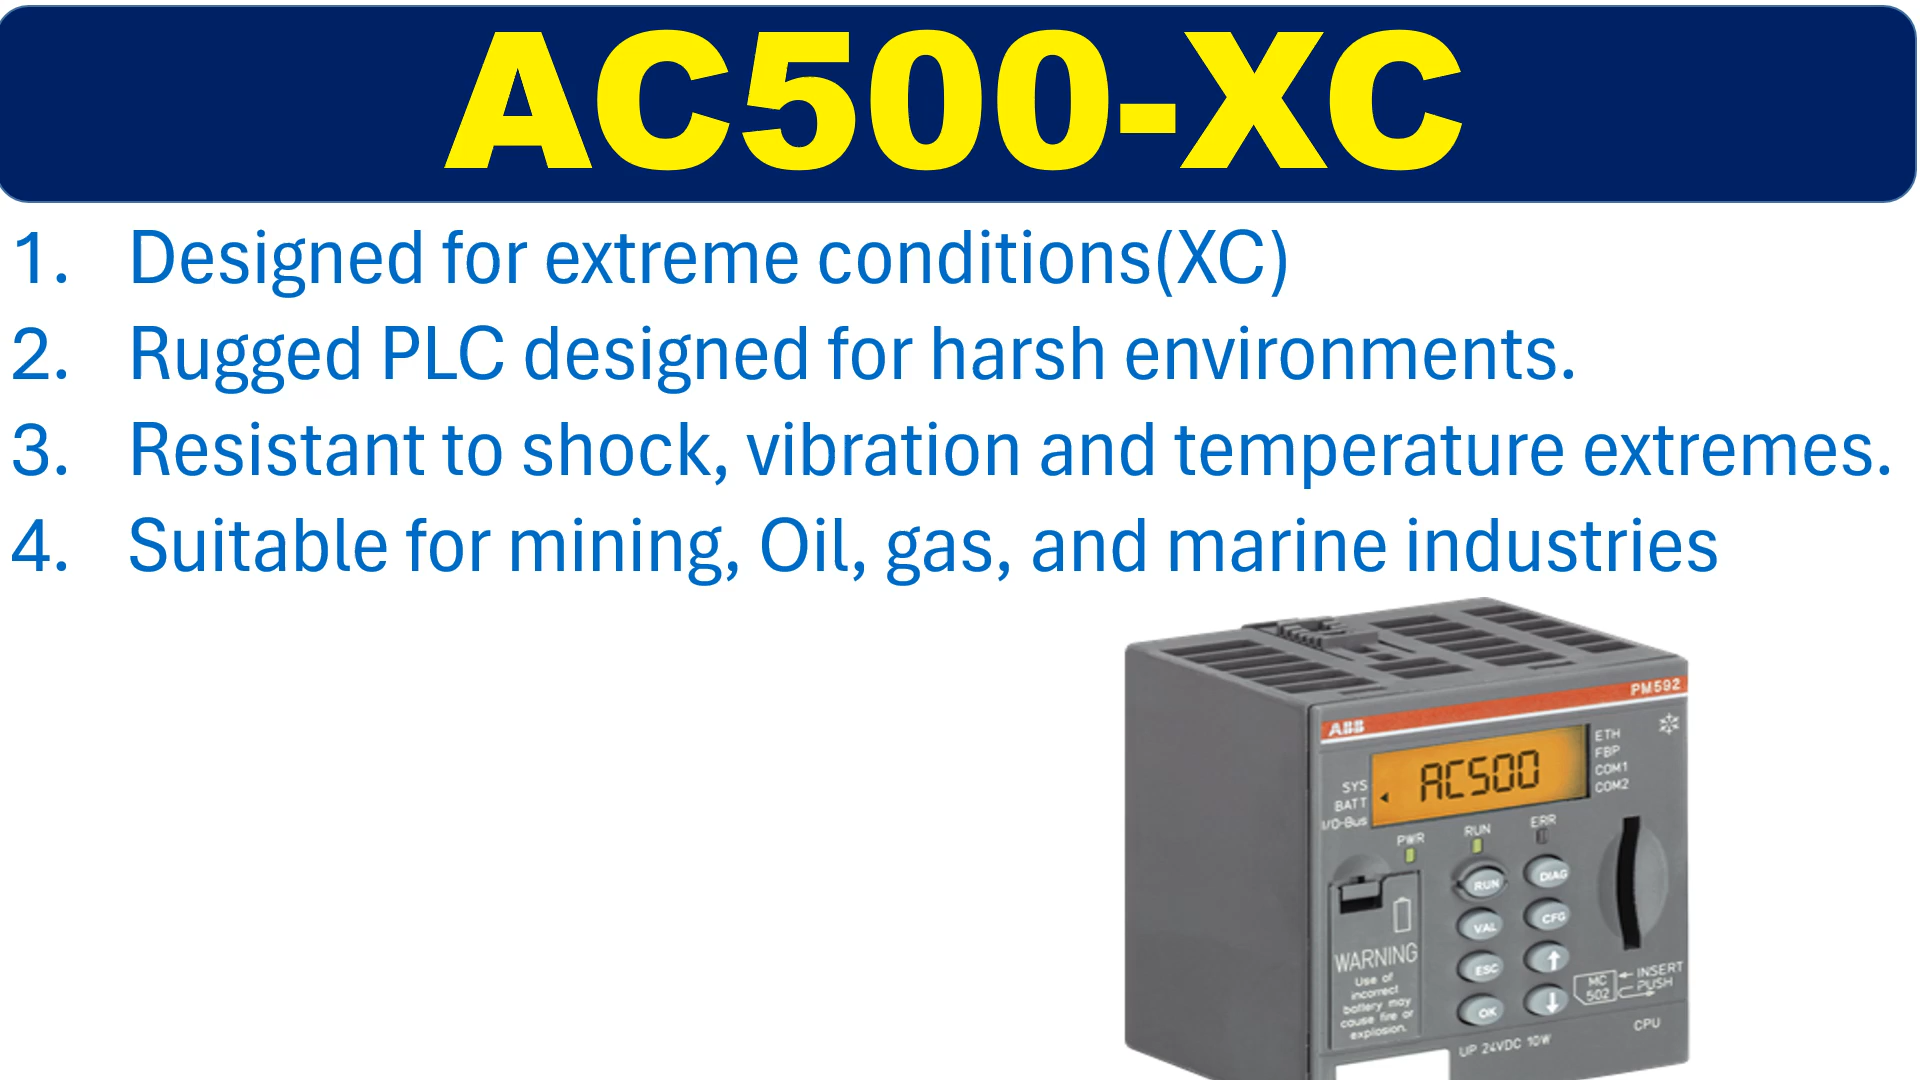 AC500-XC
1. Designed for extreme conditions(XC)
2. Rugged PLC designed for harsh environments.
3. Resistant to shock, vibration and temperature extremes.
4. Suitable for mining, Oil, gas, and marine industries
PM592
ABB
AC500
ETH
FBP
COM1
COM2
SYS
BATT
I/O-Bus
PWR RUN ERR
RUN DIAG
VAL CFG
ESC
OK
WARNING
Use of
incorrect
battery may
cause fire or
explosion.
MC
502
INSERT
PUSH
CPU
UP 24VDC 10W